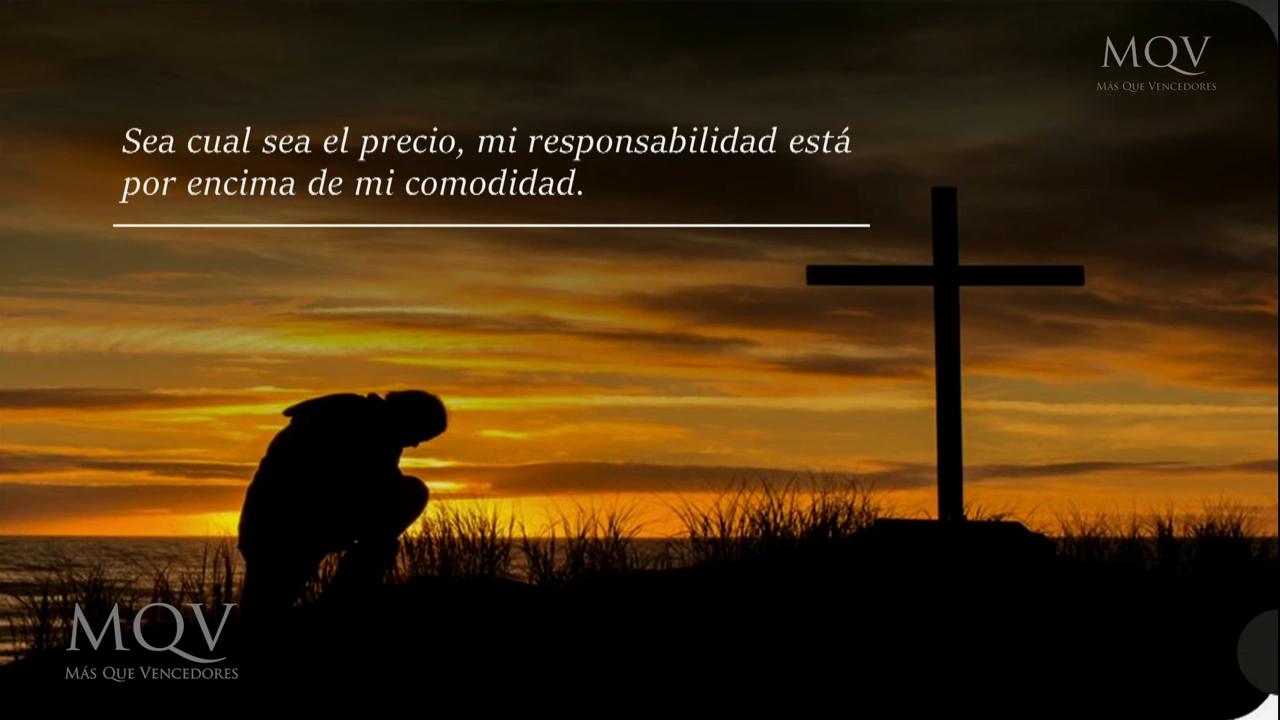 MQV
MÁS QUE VENCEDORES
Sea cual sea el precio, mi responsabilidad está
por encima de mi comodidad.
MQV
MÁS QUE VENCEDORES